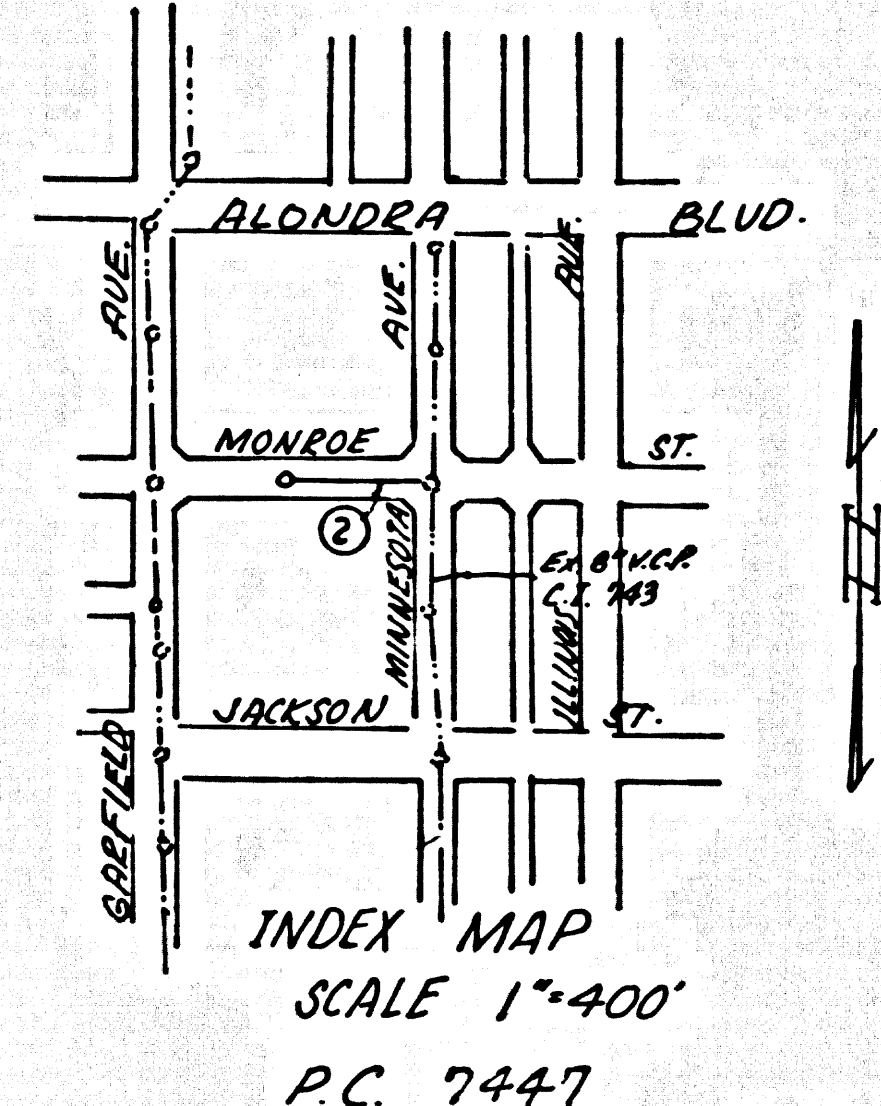 ALONDRA BLVD.
AVE.
AVE.
AVE.
MONROE ST.
2
MINNESOTA
Ex. 8" V.C.P.
C.I. 743
ILLINOIS
JACKSON ST.
GARFIELD
N
INDEX MAP
SCALE 1"=400'
P.C. 7447